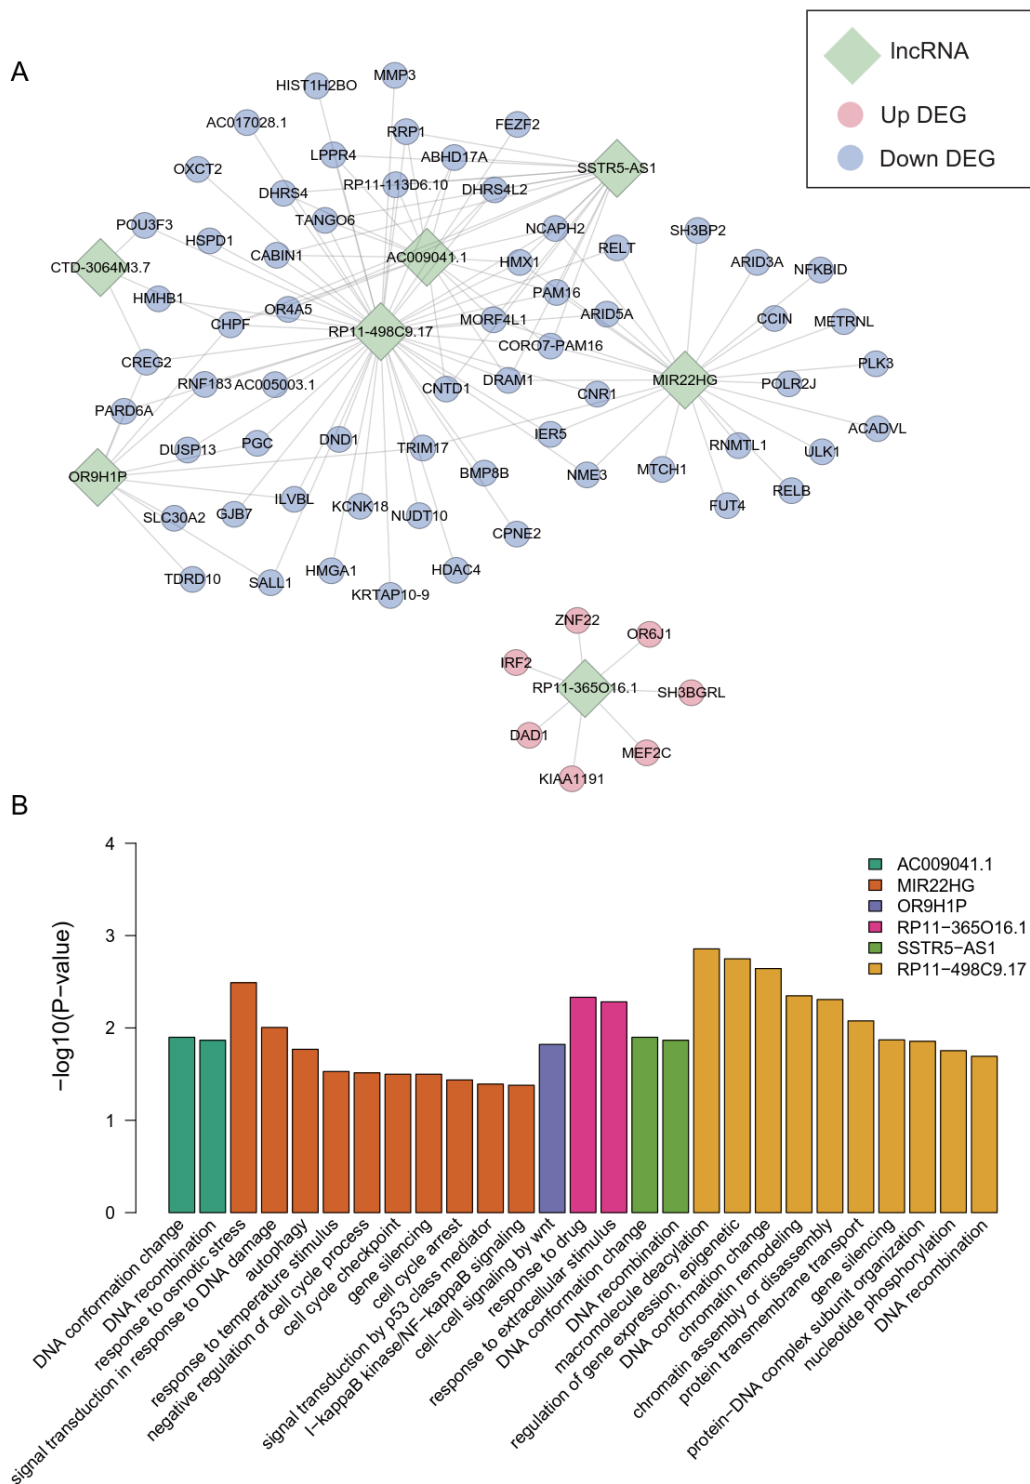 A
lncRNA
Up DEG
Down DEG
MMP3
HIST1H2BO
AC017028.1
RRP1
FEZF2
LPPR4
ABHD17A
OXCT2
SSTR5-AS1
DHRS4
RP11-113D6.10
DHRS4L2
TANGO6
POU3F3
HSPD1
NCAPH2
SH3BP2
RELT
CABIN1
AC009041.1
HMX1
CTD-3064M3.7
ARID3A
NFKBID
HMHB1
OR4A5
PAM16
CHPF
RP11-498C9.17
MORF4L1
ARID5A
CCIN
METRNL
CORO7-PAM16
CREG2
PLK3
RNF183
AC005003.1
CNTD1
DRAM1
CNR1
MIR22HG
POLR2J
PARD6A
DUSP13
PGC
DND1
TRIM17
IER5
RNMTL1
ACADVL
ULK1
OR9H1P
BMP8B
NME3
MTCH1
RELB
ILVBL
KCNK18
FUT4
SLC30A2
GJB7
NUDT10
CPNE2
TDRD10
SALL1
HMGA1
HDAC4
KRTAP10-9
ZNF22
OR6J1
IRF2
RP11-365O16.1
SH3BGRL
DAD1
MEF2C
KIAA1191
B
4
3
2
1
0
−log10(P−value)
AC009041.1
MIR22HG
OR9H1P
RP11−365O16.1
SSTR5−AS1
RP11−498C9.17
DNA conformation change
DNA recombination
response to osmotic stress
signal transduction in response to DNA damage
autophagy
response to temperature stimulus
negative regulation of cell cycle process
cell cycle checkpoint
gene silencing
cell cycle arrest
signal transduction by p53 class mediator
I−kappaB kinase/NF−kappaB signaling
cell−cell signaling by wnt
response to drug
response to extracellular stimulus
DNA conformation change
DNA recombination
macromolecule deacylation
regulation of gene expression, epigenetic
DNA conformation change
chromatin remodeling
chromatin assembly or disassembly
protein transmembrane transport
gene silencing
protein−DNA complex subunit organization
nucleotide phosphorylation
DNA recombination